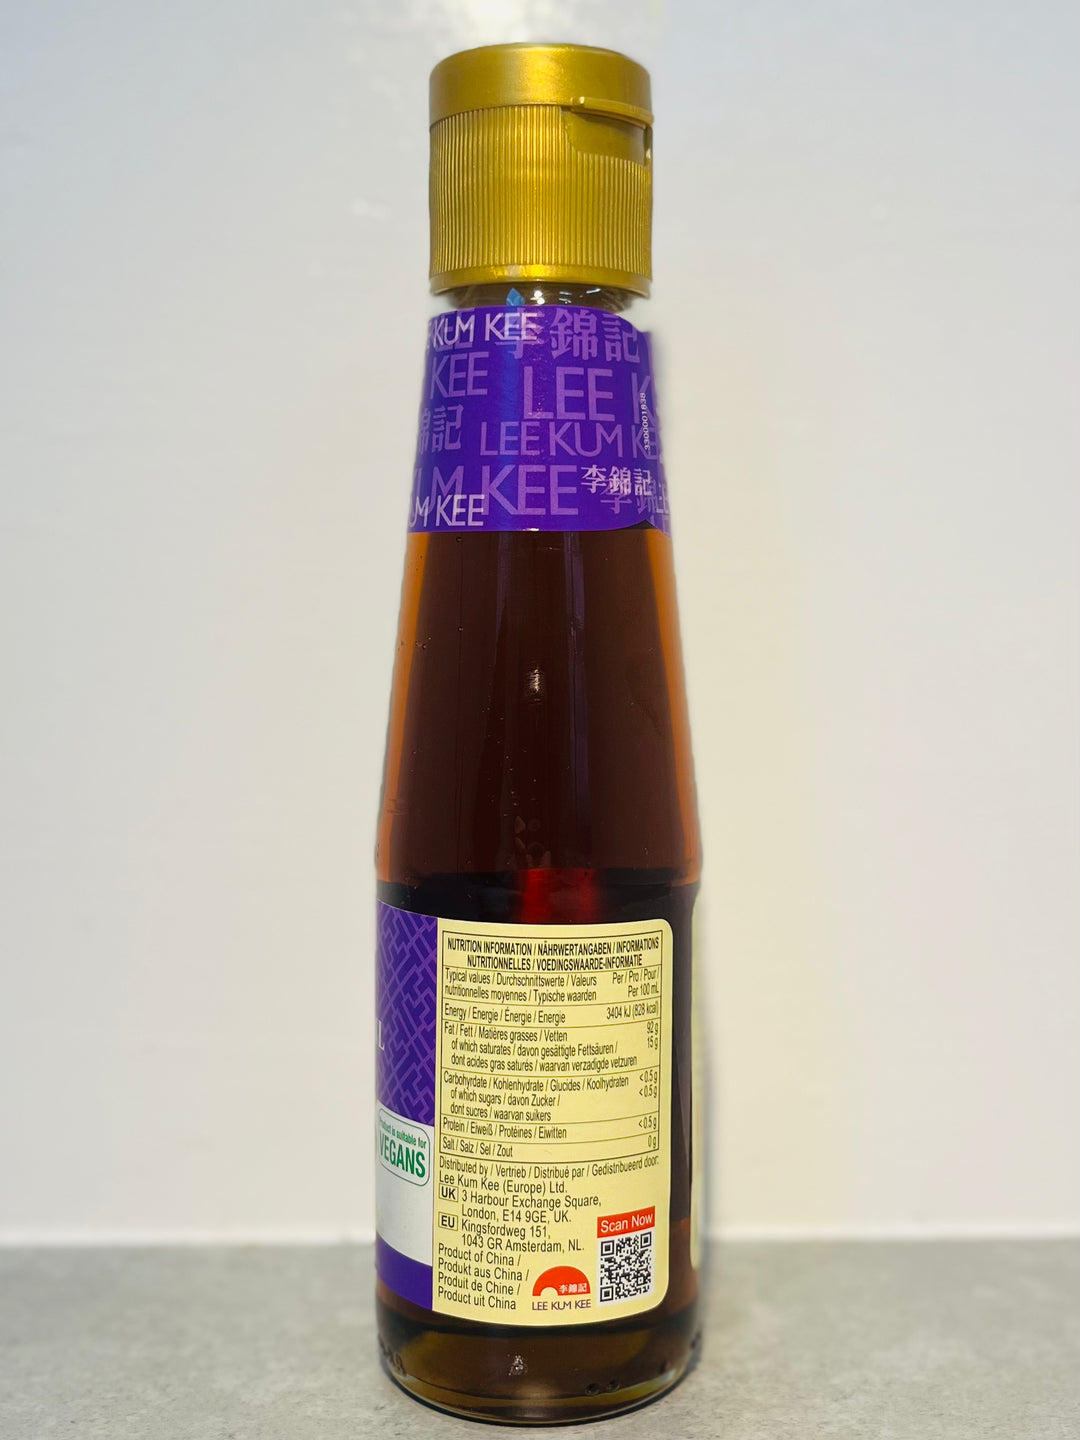 KUM KEE 李錦記
KEE
LEE K
錦記
3300001838
LEE KUM KE
KUM KEE 李錦記
KUM KEE 李錦
NUTRITION INFORMATION / NÄHRWERTANGABEN / INFORMATIONS
NUTRITIONNELLES / VOEDINGSWAARDE-INFORMATIE
Typical values / Durchschnittswerte / Valeurs Per / Pro / Pour /
nutritionnelles moyennes / Typische waarden Per 100 mL
Energy / Energie / Énergie / Energie 3404 kJ (828 kcal)
Fat / Fett / Matières grasses / Vetten 92 g
of which saturates / davon gesättigte Fettsäuren / 15 g
dont acides gras saturés / waarvan verzadigde vetzuren
Carbohydrate / Kohlenhydrate / Glucides / Koolhydraten < 0.5 g
of which sugars / davon Zucker / < 0.5 g
dont sucres / waarvan suikers
Protein / Eiweiß / Protéines / Eiwitten < 0.5 g
Salt / Salz / Sel / Zout 0 g
Distributed by / Vertrieb / Distribué par / Gedistribueerd door:
Lee Kum Kee (Europe) Ltd.
UK 3 Harbour Exchange Square,
London, E14 9GE, UK.
EU Kingsfordweg 151,
1043 GR Amsterdam, NL.
Product of China /
Produkt aus China /
Produit de Chine /
Product uit China
李錦記
LEE KUM KEE
Scan Now
L
Product is suitable for
VEGANS